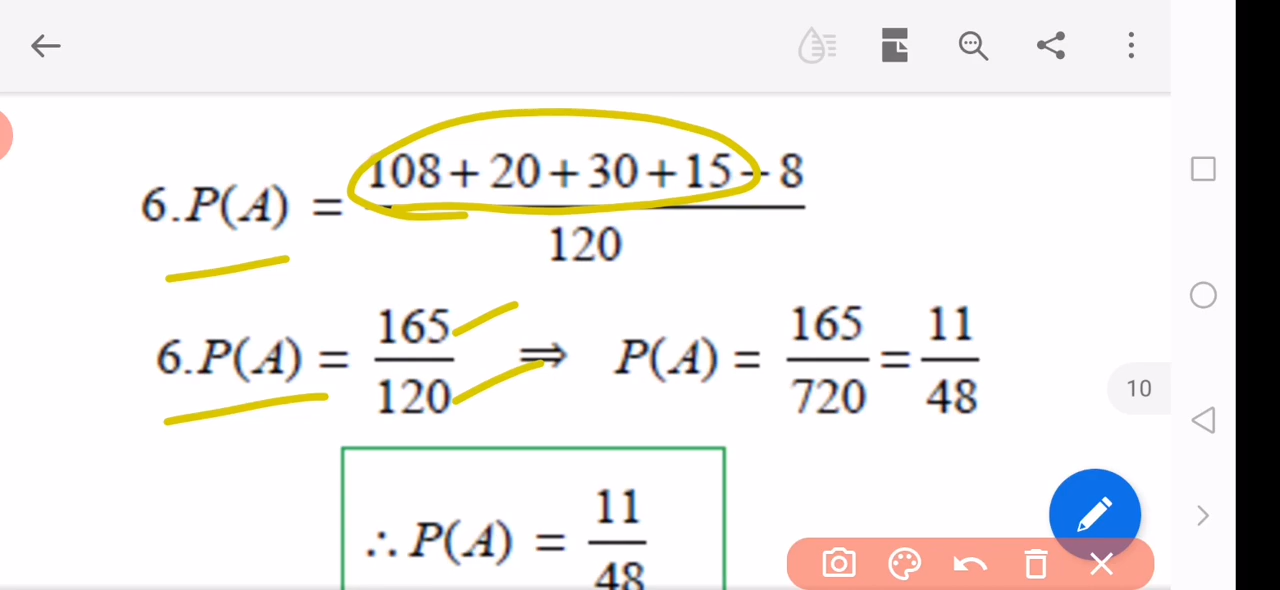 6.P(A) = 108 + 20 + 30 + 15 - 8 / 120
6.P(A) = 165 / 120 ⇒ P(A) = 165 / 720 = 11 / 48
10
∴ P(A) = 11 / 48